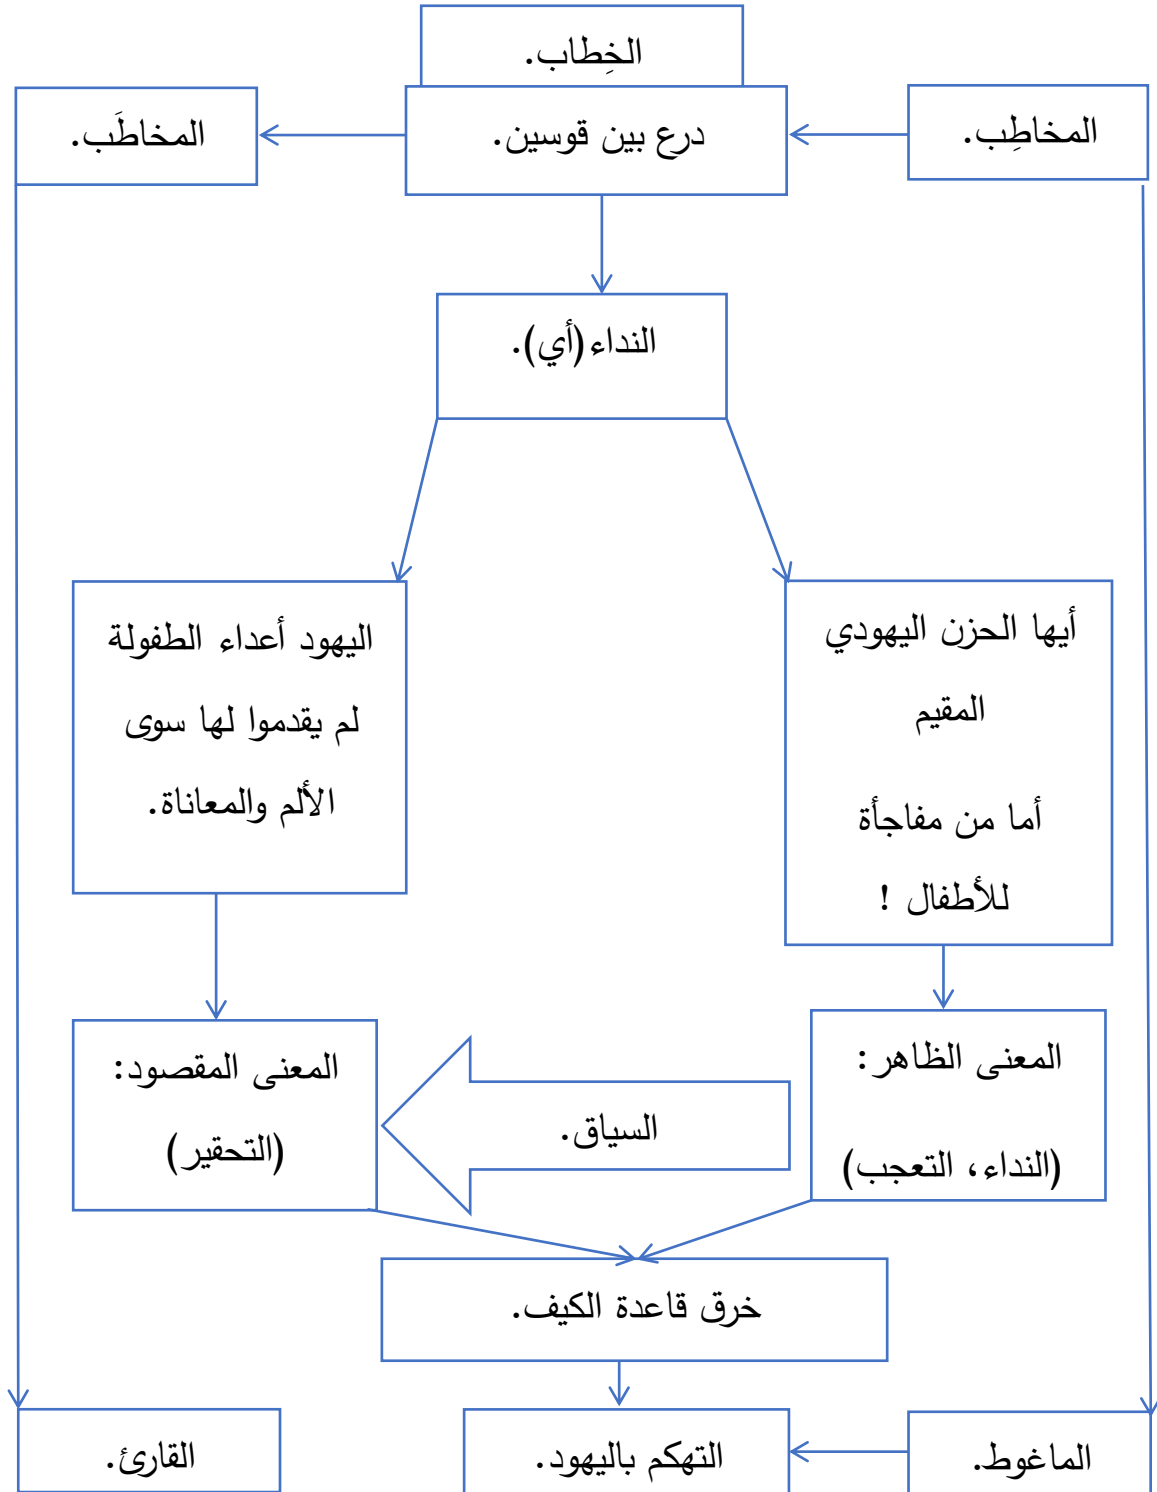 الخِطاب.
المخاطِب.
درع بين قوسين.
المخاطَب.
النداء(أي).
أيها الحزن اليهودي
المقيم
أما من مفاجأة
للأطفال !
اليهود أعداء الطفولة
لم يقدموا لها سوى
الألم والمعاناة.
المعنى الظاهر:
(النداء، التعجب)
السياق.
المعنى المقصود:
(التحقير)
خرق قاعدة الكيف.
الماغوط.
التهكم باليهود.
القارئ.